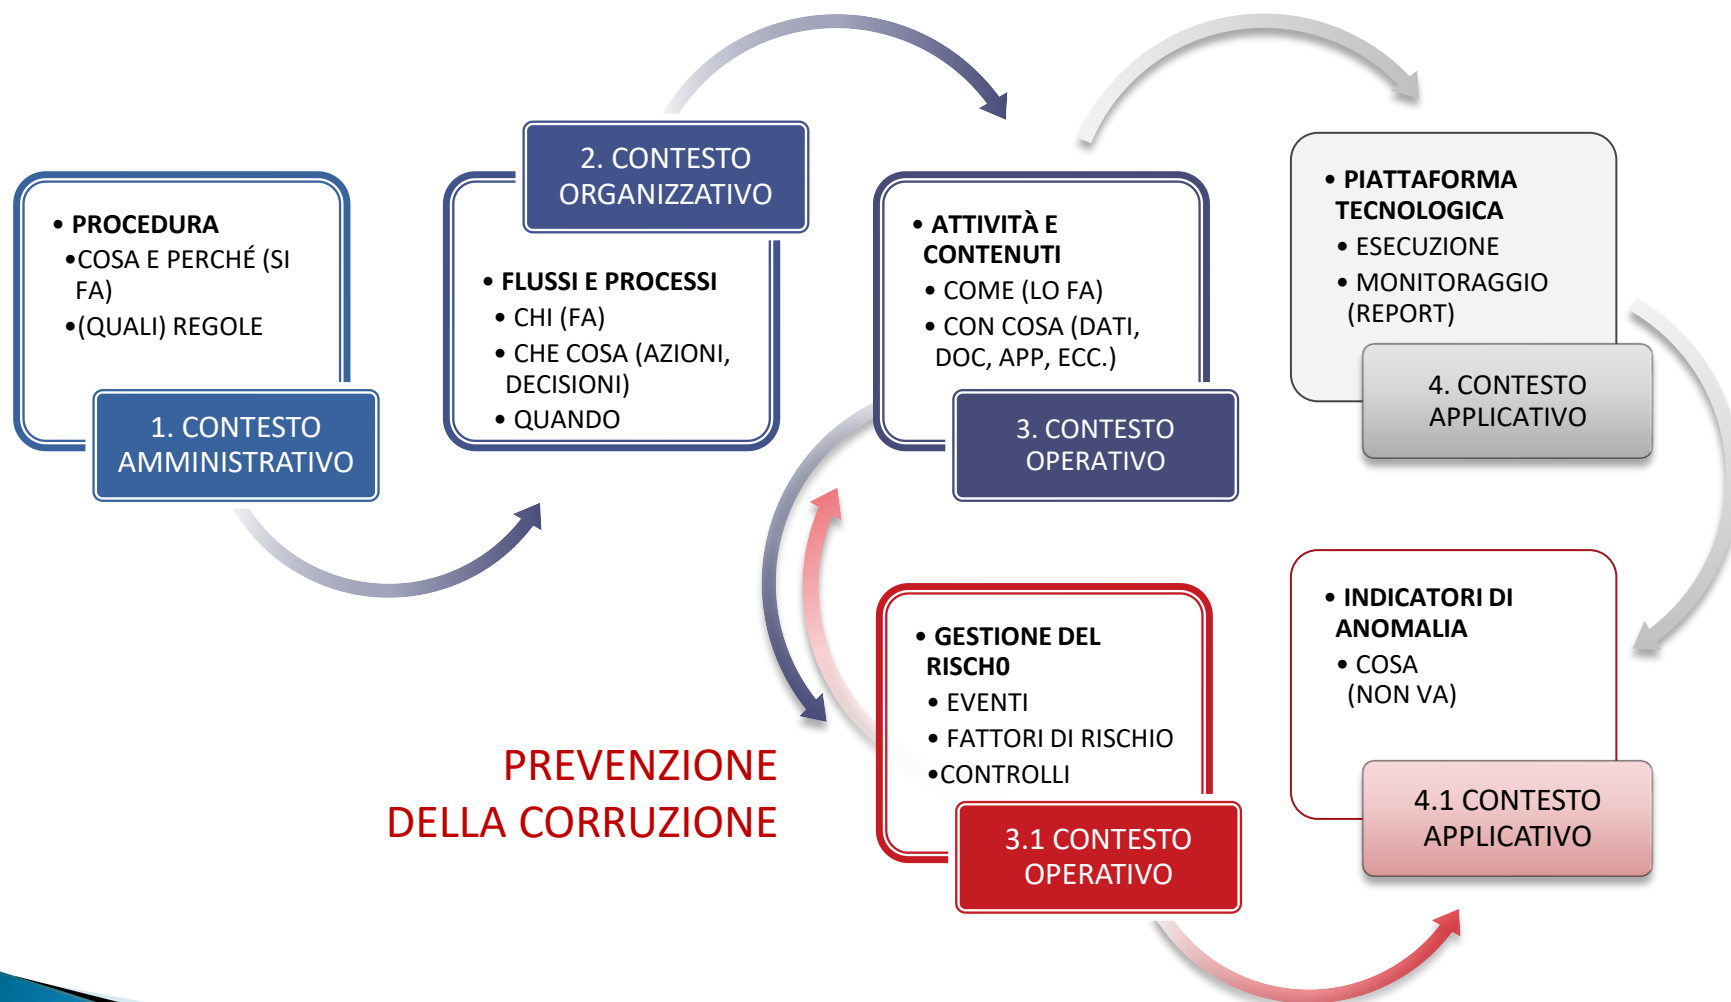 • PROCEDURA
•COSA E PERCHÉ (SI
FA)
•(QUALI) REGOLE
1. CONTESTO
AMMINISTRATIVO
2. CONTESTO
ORGANIZZATIVO
• FLUSSI E PROCESSI
• CHI (FA)
• CHE COSA (AZIONI,
DECISIONI)
• QUANDO
• ATTIVITÀ E
CONTENUTI
• COME (LO FA)
• CON COSA (DATI,
DOC, APP, ECC.)
3. CONTESTO
OPERATIVO
• PIATTAFORMA
TECNOLOGICA
• ESECUZIONE
• MONITORAGGIO
(REPORT)
4. CONTESTO
APPLICATIVO
PREVENZIONE
DELLA CORRUZIONE
• GESTIONE DEL
RISCH0
• EVENTI
• FATTORI DI RISCHIO
•CONTROLLI
3.1 CONTESTO
OPERATIVO
• INDICATORI DI
ANOMALIA
• COSA
(NON VA)
4.1 CONTESTO
APPLICATIVO